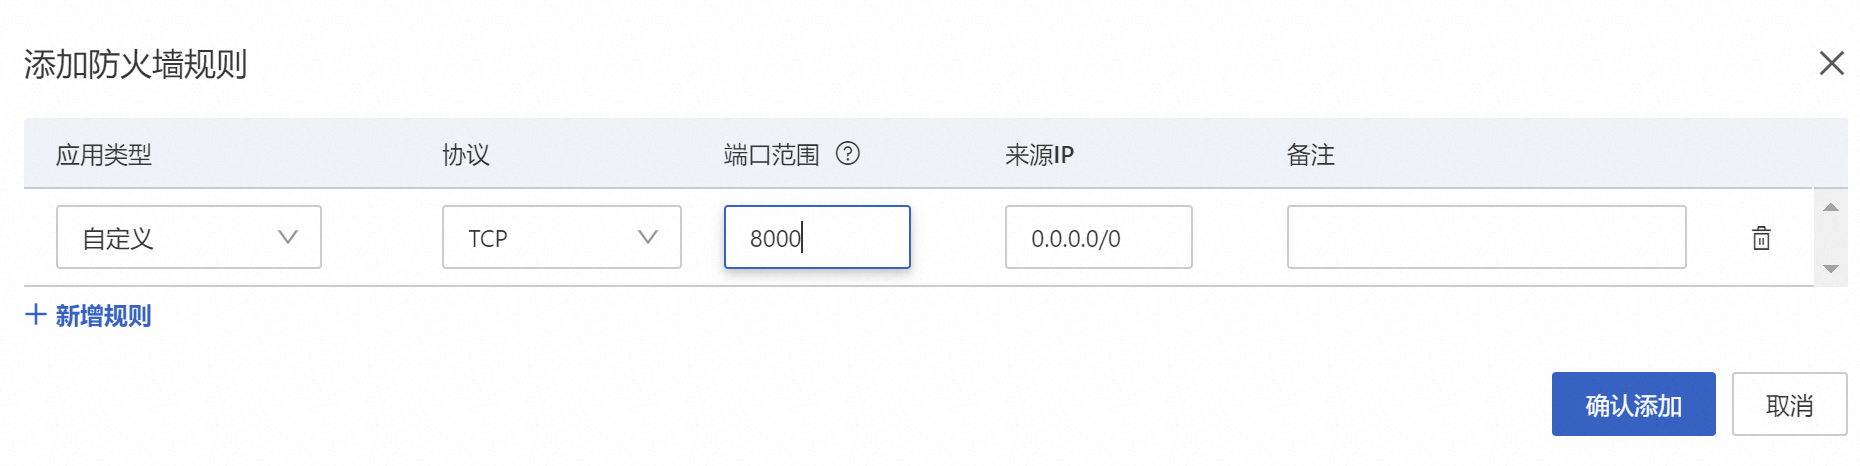 添加防火墙规则
应用类型 协议 端口范围 ? 来源IP 备注
自定义 TCP 8000 0.0.0.0/0
+ 新增规则
确认添加 取消